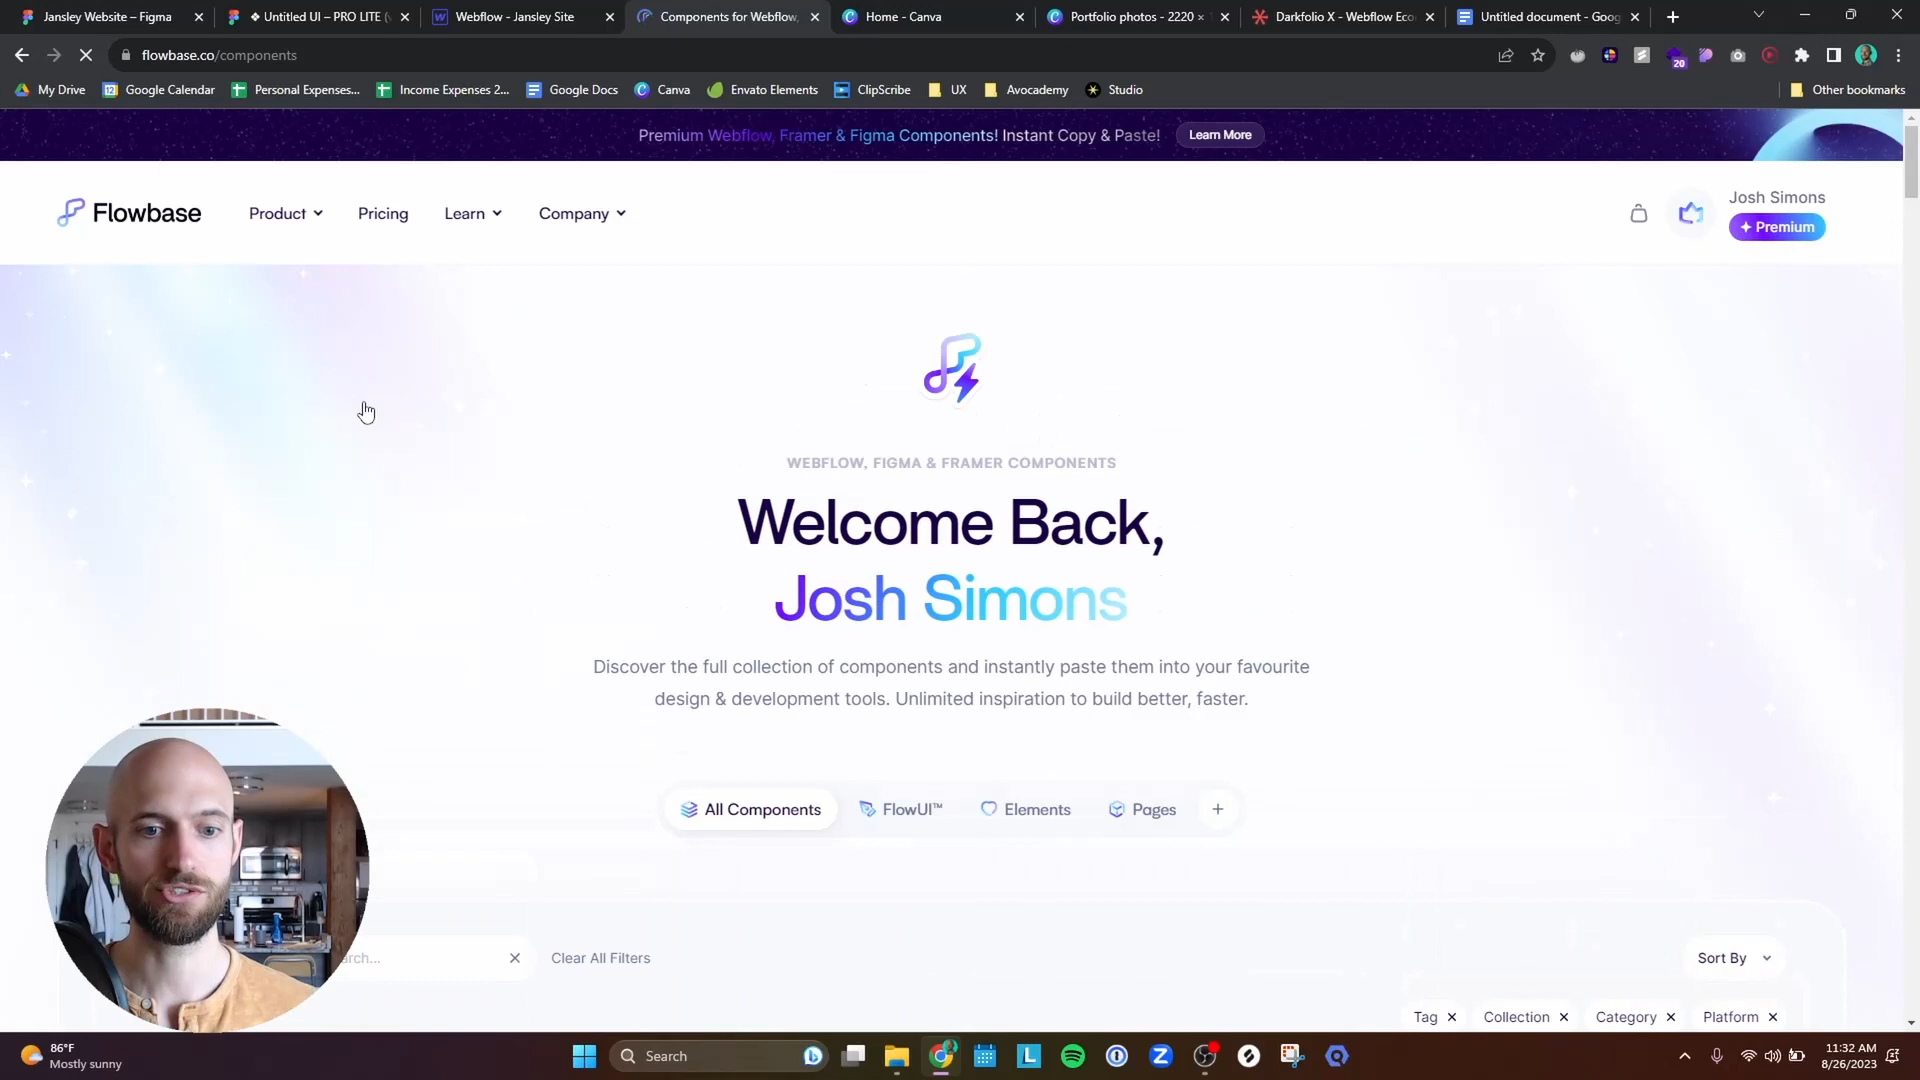 Jansley Website – Figma
❖ Untitled UI – PRO LITE (
Webflow - Jansley Site
Components for Webflow,
Home - Canva
Portfolio photos - 2220 ×
Darkfolio X - Webflow Eco
Untitled document - Goog
flowbase.co/components
20
My Drive
Google Calendar
Personal Expenses...
Income Expenses 2...
Google Docs
Canva
Envato Elements
ClipScribe
UX
Avocademy
Studio
Other bookmarks
Premium Webflow, Framer & Figma Components! Instant Copy & Paste!
Learn More
Flowbase
Product
Pricing
Learn
Company
Josh Simons
Premium
WEBFLOW, FIGMA & FRAMER COMPONENTS
Welcome Back,
Josh Simons
Discover the full collection of components and instantly paste them into your favourite
design & development tools. Unlimited inspiration to build better, faster.
All Components
FlowUI™
Elements
Pages
+
arch...
Clear All Filters
Sort By
Tag
Collection
Category
Platform
86°F
Mostly sunny
Search
11:32 AM
8/26/2023